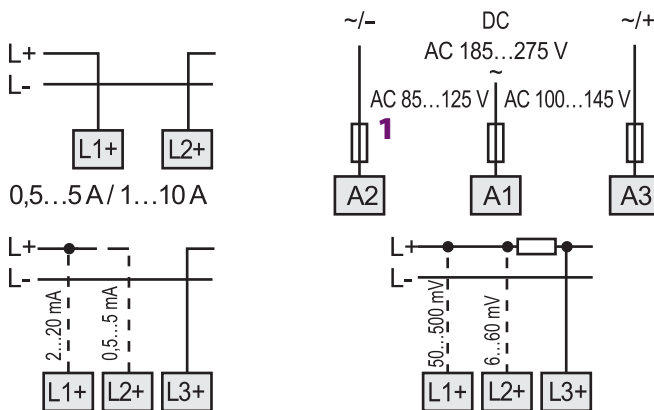 ~/- DC ~/+
L+
AC 185...275 V
L-
~
AC 85...125 V AC 100...145 V
1
L1+ L2+
0,5...5 A / 1...10 A
A2 A1 A3
L+
L-
2...20 mA
0,5...5 mA
L1+ L2+ L3+
L+
L-
50...500 mV
6...60 mV
L1+ L2+ L3+